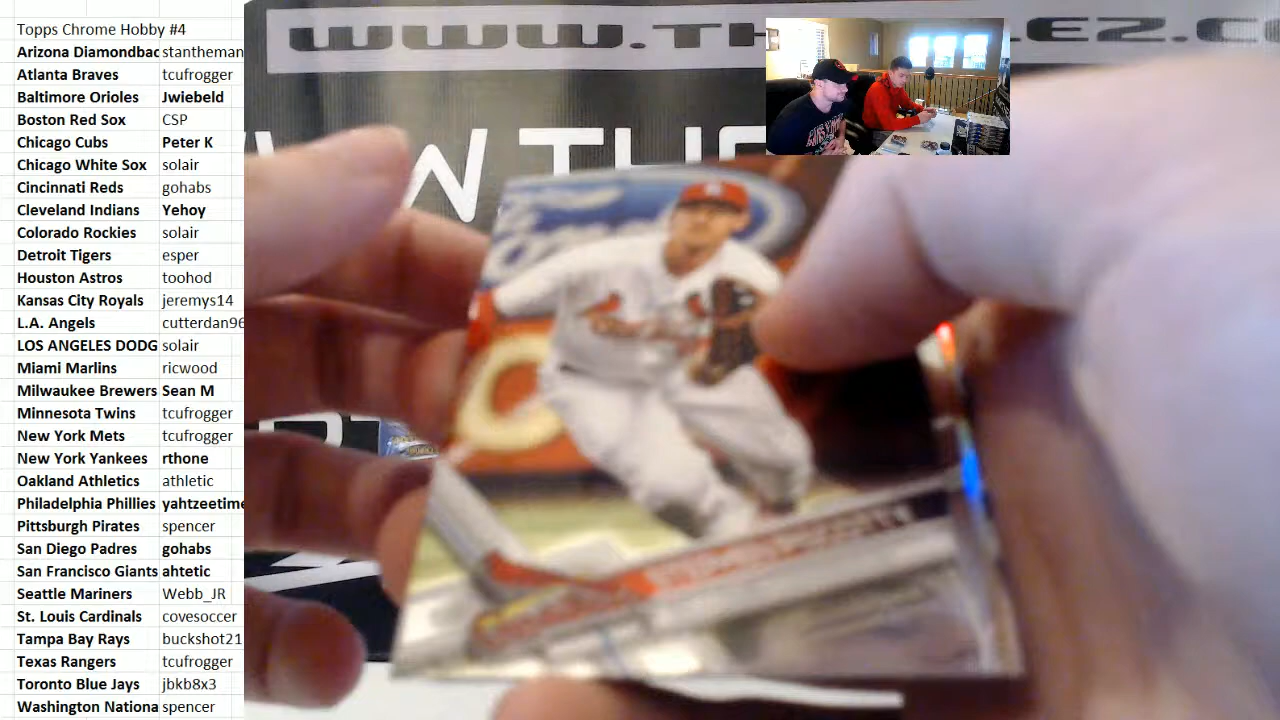 Topps Chrome Hobby #4
Arizona Diamondbac stantheman
Atlanta Braves tcufrogger
Baltimore Orioles Jwiebeld
Boston Red Sox CSP
Chicago Cubs Peter K
Chicago White Sox solair
Cincinnati Reds gohabs
Cleveland Indians Yehoy
Colorado Rockies solair
Detroit Tigers esper
Houston Astros toohod
Kansas City Royals jeremys14
L.A. Angels cutterdan96
LOS ANGELES DODG solair
Miami Marlins ricwood
Milwaukee Brewers Sean M
Minnesota Twins tcufrogger
New York Mets tcufrogger
New York Yankees rthone
Oakland Athletics athletic
Philadelphia Phillies yahtzeetime
Pittsburgh Pirates spencer
San Diego Padres gohabs
San Francisco Giants ahtetic
Seattle Mariners Webb_JR
St. Louis Cardinals covesoccer
Tampa Bay Rays buckshot21
Texas Rangers tcufrogger
Toronto Blue Jays jbkb8x3
Washington Nationa spencer
WWW.TH
EZ.C
W THE